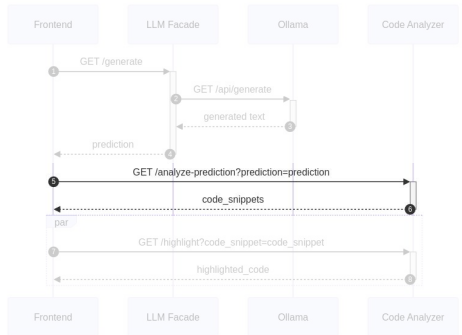 Frontend LLM Facade Ollama Code Analyzer
GET /generate
1
GET /api/generate
2
generated text
3
prediction
4
GET /analyze-prediction?prediction=prediction
5
code_snippets
6
par
GET /highlight?code_snippet=code_snippet
7
highlighted_code
8
Frontend LLM Facade Ollama Code Analyzer